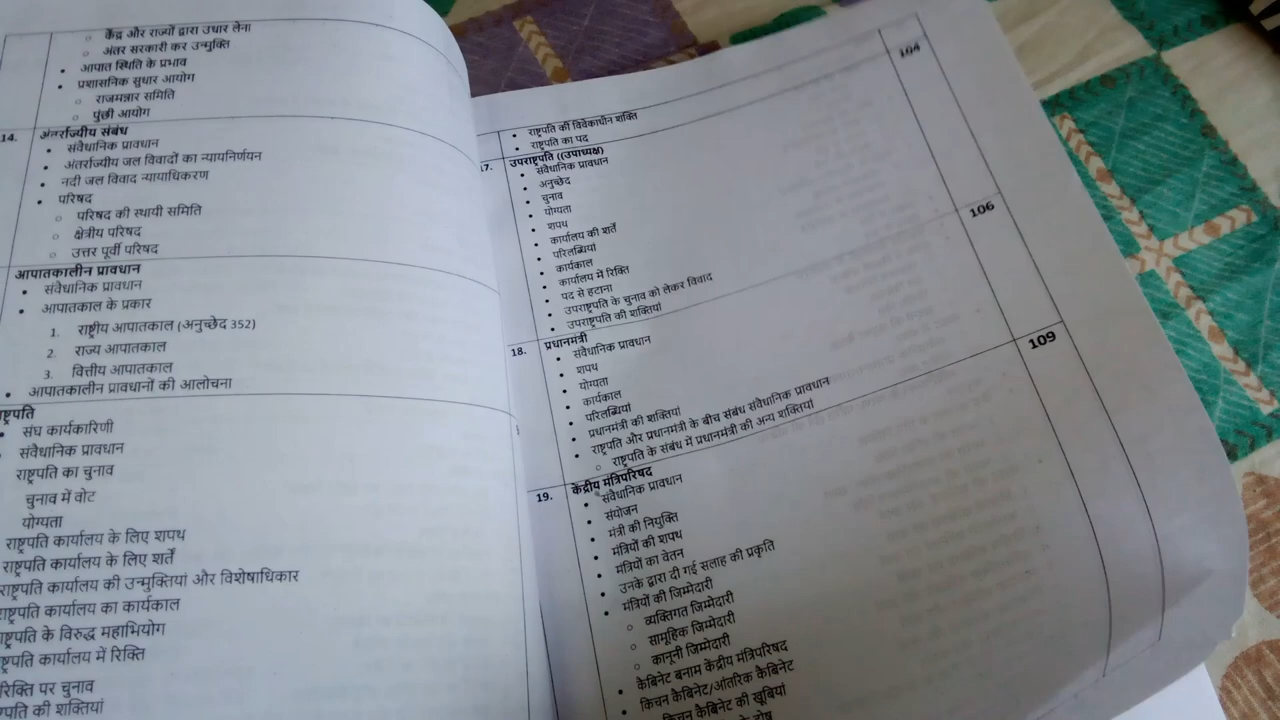 केंद्र और राज्यों द्वारा उधार लेना
अंतर सरकारी कर उन्मुक्ति
आपात स्थिति के प्रभाव
प्रशासनिक सुधार आयोग
राजमन्नार समिति
पुंछी आयोग
14. अंतर्राज्यीय संबंध
संवैधानिक प्रावधान
अंतर्राज्यीय जल विवादों का न्यायनिर्णयन
नदी जल विवाद न्यायाधिकरण
परिषद
परिषद की स्थायी समिति
क्षेत्रीय परिषद
उत्तर पूर्वी परिषद
आपातकालीन प्रावधान
संवैधानिक प्रावधान
आपातकाल के प्रकार
1. राष्ट्रीय आपातकाल (अनुच्छेद 352)
2. राज्य आपातकाल
3. वित्तीय आपातकाल
आपातकालीन प्रावधानों की आलोचना
ष्ट्रपति
संघ कार्यकारिणी
संवैधानिक प्रावधान
राष्ट्रपति का चुनाव
चुनाव में वोट
योग्यता
राष्ट्रपति कार्यालय के लिए शपथ
राष्ट्रपति कार्यालय के लिए शर्तें
राष्ट्रपति कार्यालय की उन्मुक्तियां और विशेषाधिकार
राष्ट्रपति कार्यालय का कार्यकाल
ष्ट्रपति के विरुद्ध महाभियोग
ष्ट्रपति कार्यालय में रिक्ति
रिक्ति पर चुनाव
पति की शक्तियां
राष्ट्रपति की विवेकाधीन शक्ति
राष्ट्रपति का पद
17. उपराष्ट्रपति ((उपाध्यक्ष) 104
संवैधानिक प्रावधान
अनुच्छेद
चुनाव
योग्यता
शपथ
कार्यालय की शर्तें
परिलब्धियां
कार्यकाल
कार्यालय में रिक्ति
पद से हटाना
उपराष्ट्रपति के चुनाव को लेकर विवाद
उपराष्ट्रपति की शक्तियां
18. प्रधानमंत्री 106
संवैधानिक प्रावधान
शपथ
योग्यता
कार्यकाल
परिलब्धियां
प्रधानमंत्री की शक्तियां
राष्ट्रपति और प्रधानमंत्री के बीच संबंध संवैधानिक प्रावधान
राष्ट्रपति के संबंध में प्रधानमंत्री की अन्य शक्तियां
19. केंद्रीय मंत्रिपरिषद 109
संवैधानिक प्रावधान
संयोजन
मंत्री की नियुक्ति
मंत्रियों की शपथ
मंत्रियों का वेतन
उनके द्वारा दी गई सलाह की प्रकृति
मंत्रियों की जिम्मेदारी
व्यक्तिगत जिम्मेदारी
सामूहिक जिम्मेदारी
कानूनी जिम्मेदारी
कैबिनेट बनाम केंद्रीय मंत्रिपरिषद
किचन कैबिनेट/आंतरिक कैबिनेट
किचन कैबिनेट की खूबियां